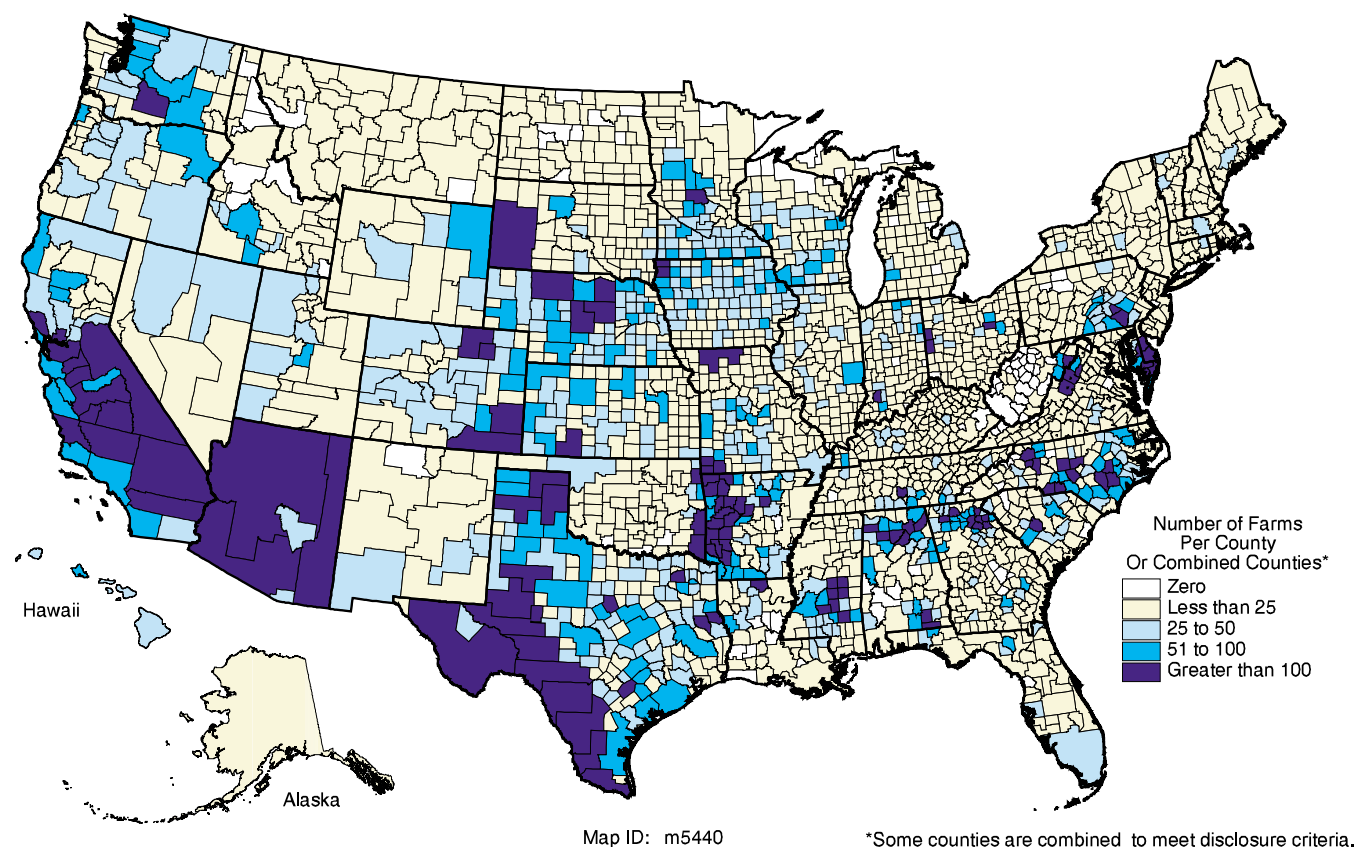 Number of Farms
Per County
Or Combined Counties*
Zero
Less than 25
25 to 50
51 to 100
Greater than 100
Hawaii
Alaska
Map ID: m5440
*Some counties are combined to meet disclosure criteria.